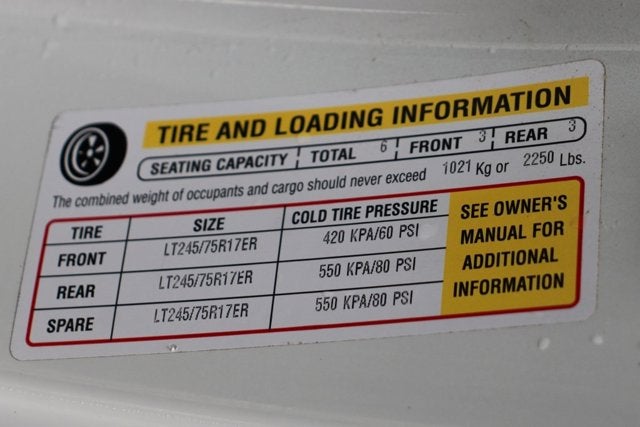 TIRE AND LOADING INFORMATION
SEATING CAPACITY TOTAL 6 FRONT 3 REAR 3
The combined weight of occupants and cargo should never exceed 1021 Kg or 2250 Lbs.
TIRE SIZE COLD TIRE PRESSURE
FRONT LT245/75R17ER 420 KPA/60 PSI
REAR LT245/75R17ER 550 KPA/80 PSI
SPARE LT245/75R17ER 550 KPA/80 PSI
SEE OWNER'S
MANUAL FOR
ADDITIONAL
INFORMATION